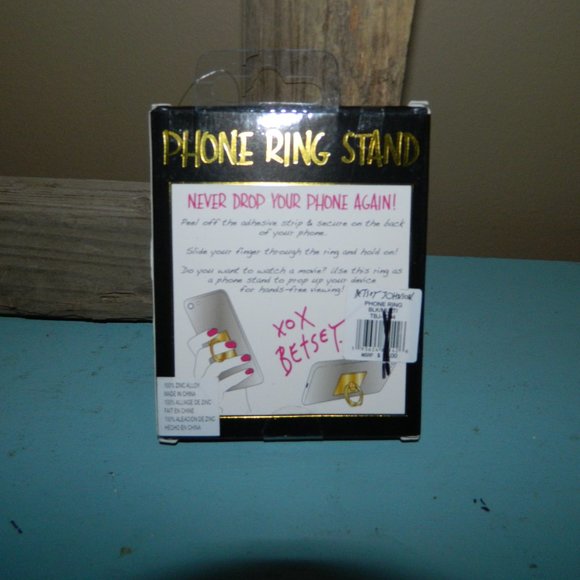 PHONE RING STAND
NEVER DROP YOUR PHONE AGAIN!
Peel off the adhesive strip & secure on the back
of your phone.
Slide your finger through the ring and hold on!
Do you want to watch a movie? Use this ring as
a phone stand to prop up your device
for hands-free viewing!
XOX
BETSEY.
BETSEY JOHNSON
PHONE RING
MSRP
100% ZINC ALLOY
MADE IN CHINA
100% ALLIAGE DE ZINC
FAIT EN CHINE
100% ALEACIÓN DE ZINC
HECHO EN CHINA